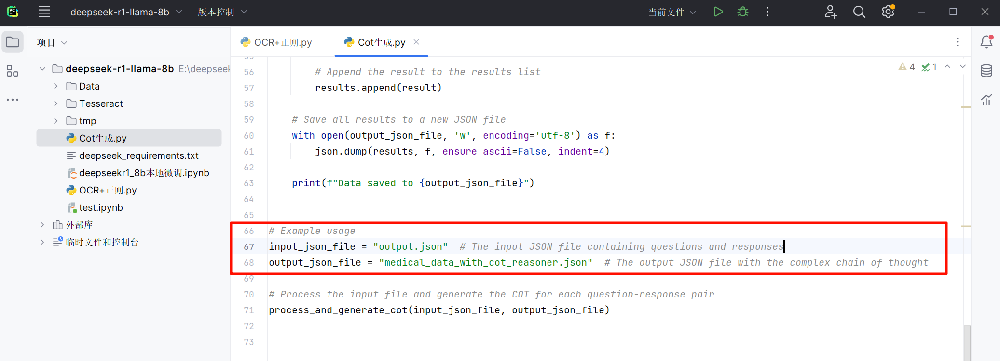 PC
deepseek-r1-llama-8b
版本控制
当前文件
项目
OCR+正则.py
Cot生成.py
deepseek-r1-llama-8b E:\deepseek
Data
Tesseract
tmp
Cot生成.py
deepseek_requirements.txt
deepseekr1_8b本地微调.ipynb
OCR+正则.py
test.ipynb
外部库
临时文件和控制台
4 1
56 # Append the result to the results list
57 results.append(result)
58
59 # Save all results to a new JSON file
60 with open(output_json_file, 'w', encoding='utf-8') as f:
61 json.dump(results, f, ensure_ascii=False, indent=4)
62
63 print(f"Data saved to {output_json_file}")
64
65
66 # Example usage
67 input_json_file = "output.json"  # The input JSON file containing questions and responses
68 output_json_file = "medical_data_with_cot_reasoner.json"  # The output JSON file with the complex chain of thought
69
70 # Process the input file and generate the COT for each question-response pair
71 process_and_generate_cot(input_json_file, output_json_file)
72
73